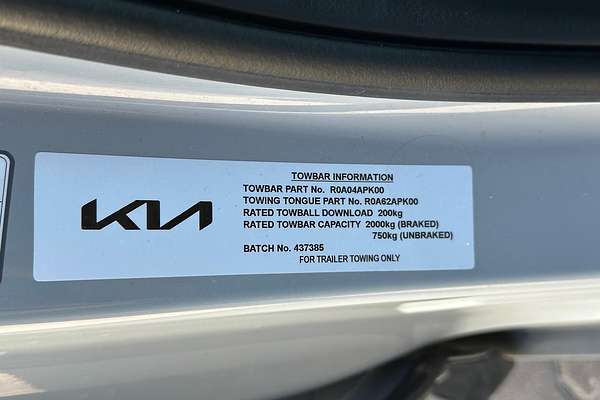 KIA
TOWBAR INFORMATION
TOWBAR PART No. R0A04APK00
TOWING TONGUE PART No. R0A62APK00
RATED TOWBALL DOWNLOAD 200kg
RATED TOWBAR CAPACITY 2000kg (BRAKED)
750kg (UNBRAKED)
BATCH No. 437385
FOR TRAILER TOWING ONLY